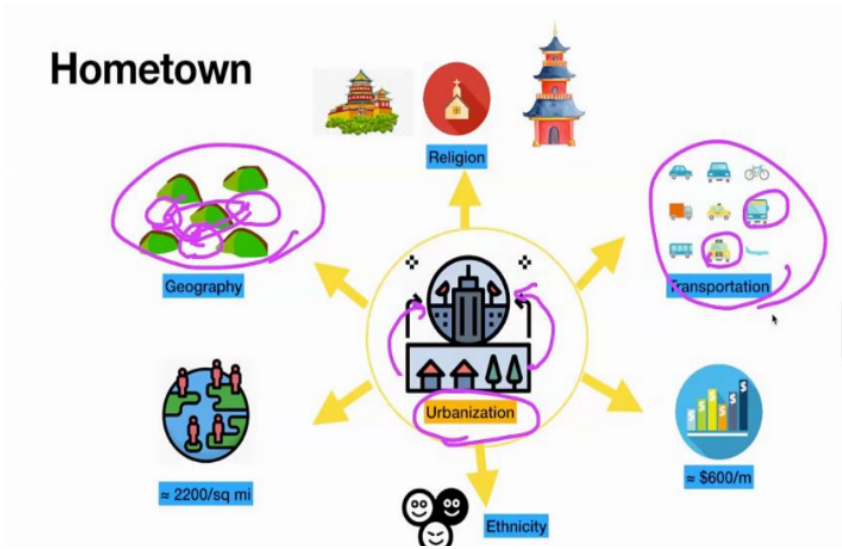 Hometown
Religion
Geography
Transportation
Urbanization
≈ 2200/sq mi
≈ $600/m
Ethnicity